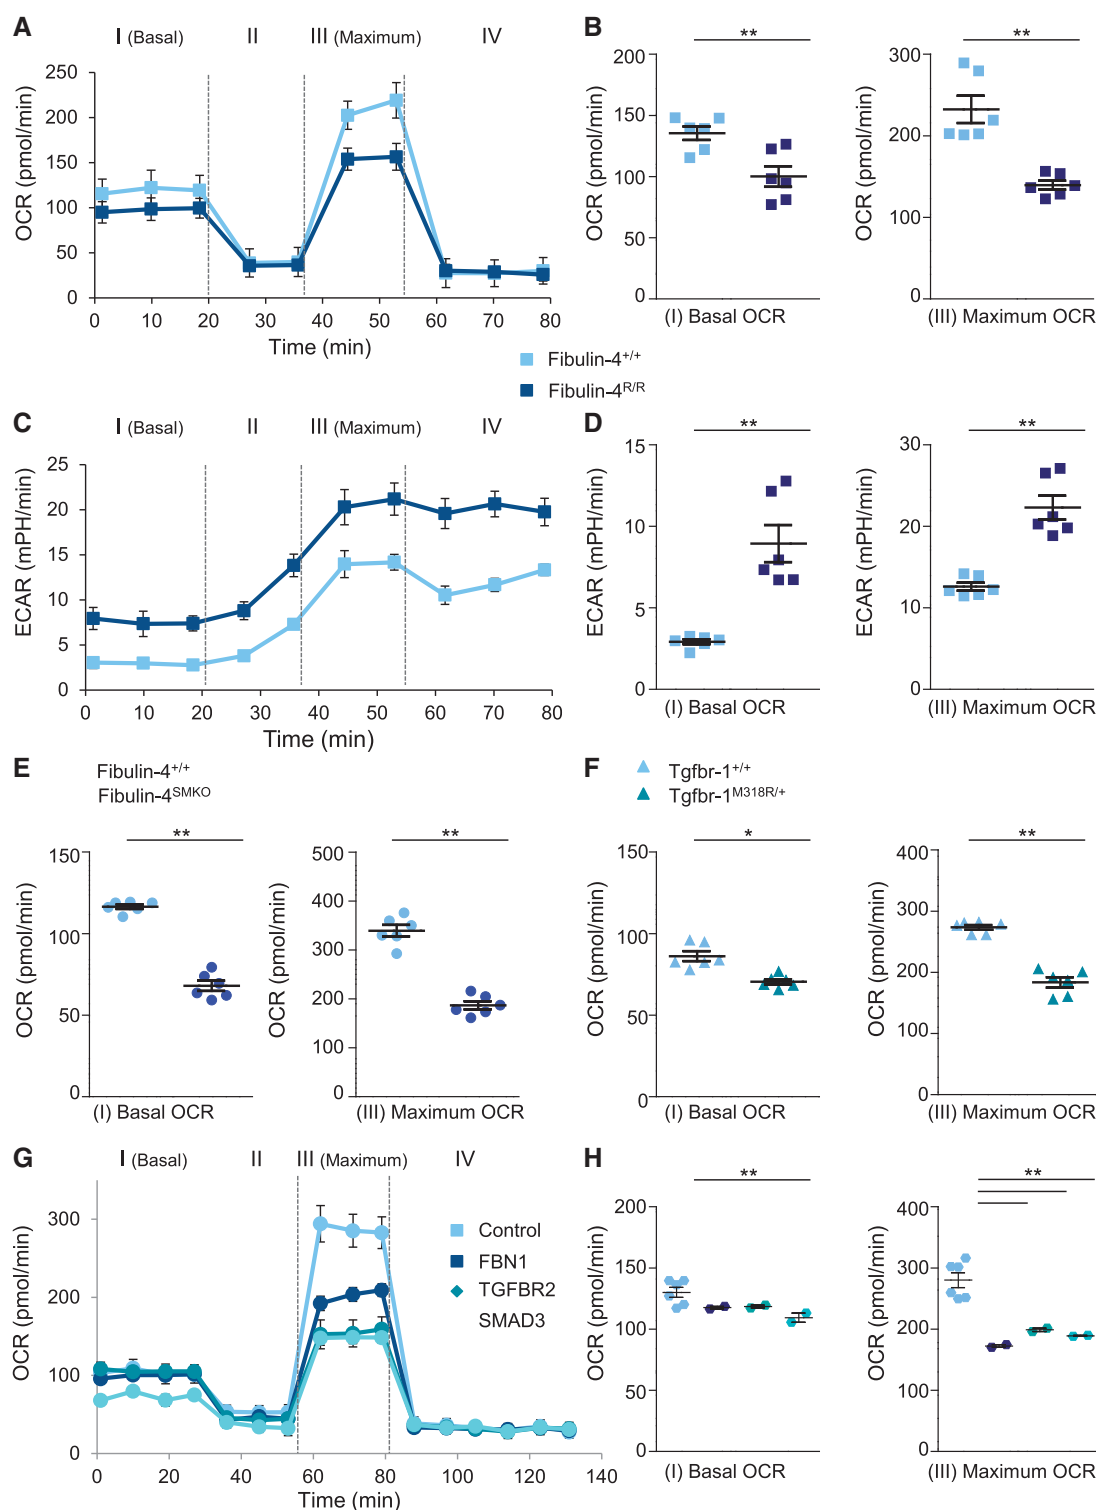 A
I (Basal) II III (Maximum) IV
OCR (pmol/min)
250
200
150
100
50
0
0 10 20 30 40 50 60 70 80
Time (min)
B
**
OCR (pmol/min)
200
150
100
50
0
(I) Basal OCR
**
OCR (pmol/min)
300
200
100
0
(III) Maximum OCR
Fibulin-4+/+
Fibulin-4R/R
C
I (Basal) II III (Maximum) IV
ECAR (mPH/min)
25
20
15
10
5
0
0 10 20 30 40 50 60 70 80
Time (min)
D
**
ECAR (mPH/min)
15
10
5
0
(I) Basal OCR
**
ECAR (mPH/min)
30
20
10
0
(III) Maximum OCR
E
Fibulin-4+/+
Fibulin-4SMKO
**
OCR (pmol/min)
150
100
50
0
(I) Basal OCR
**
OCR (pmol/min)
500
400
300
200
100
0
(III) Maximum OCR
F
Tgfbr-1+/+
Tgfbr-1M318R/+
*
OCR (pmol/min)
150
100
50
0
(I) Basal OCR
**
OCR (pmol/min)
400
300
200
100
0
(III) Maximum OCR
G
I (Basal) II III (Maximum) IV
OCR (pmol/min)
300
200
100
0
0 20 40 60 80 100 120 140
Time (min)
Control
FBN1
TGFBR2
SMAD3
H
**
OCR (pmol/min)
200
150
100
50
0
(I) Basal OCR
**
OCR (pmol/min)
400
300
200
100
0
(III) Maximum OCR